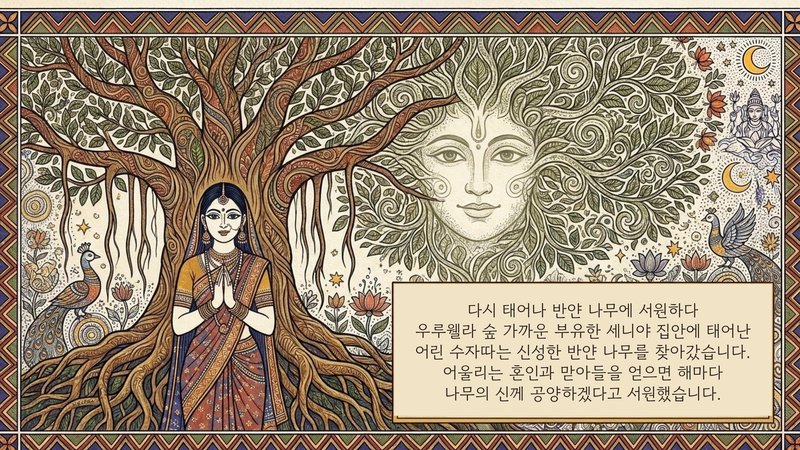 다시 태어나 반얀 나무에 서원하다
우루웰라 숲 가까운 부유한 세니야 집안에 태어난
어린 수자따는 신성한 반얀 나무를 찾아갔습니다.
어울리는 혼인과 맏아들을 얻으면 해마다
나무의 신께 공양하겠다고 서원했습니다.